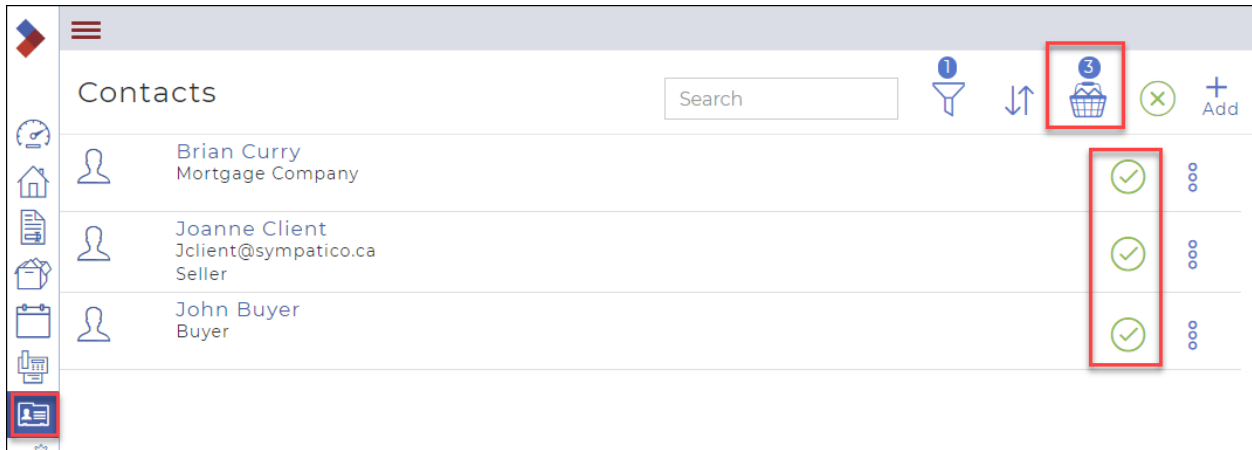 1
3
Contacts
Search
Add
Brian Curry
Mortgage Company
Joanne Client
Jclient@sympatico.ca
Seller
John Buyer
Buyer